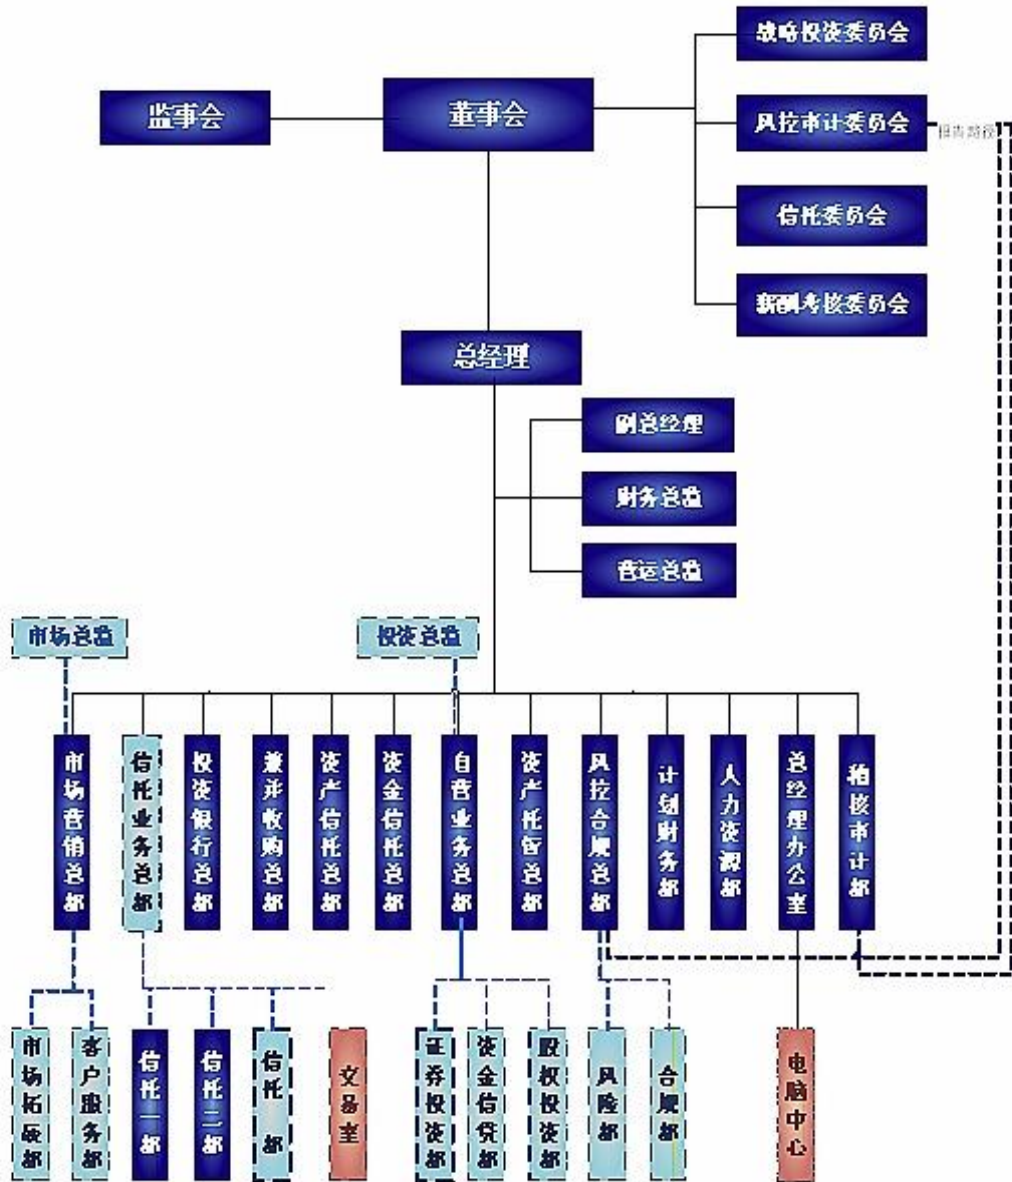 战略投资委员会
监事会
董事会
风控审计委员会
报告路径
信托委员会
薪酬考核委员会
总经理
副总经理
财务总监
营运总监
市场总监
投资总监
市场营销总部
信托业务总部
投资银行总部
兼并收购总部
资产信托总部
资金信托总部
自营业务总部
资产托管总部
风控合规总部
计划财务部
人力资源部
总经理办公室
稽核审计部
市场拓展部
客户服务部
信托一部
信托二部
信托 部
交易室
证券投资部
资金信贷部
股权投资部
风险部
合规部
电脑中心